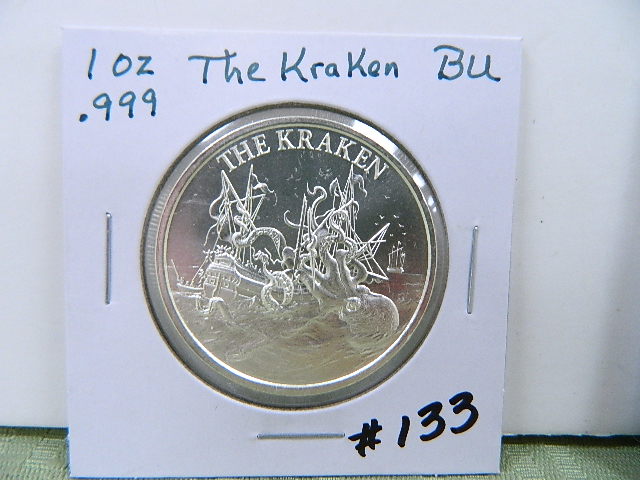 1 oz The Kraken BU
.999
THE KRAKEN
#133